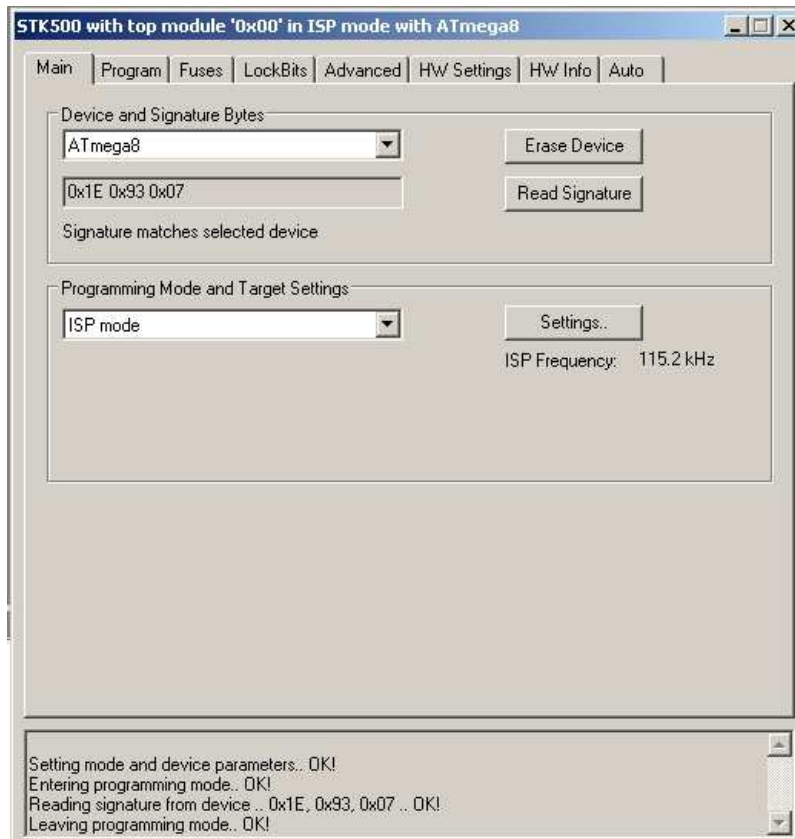 STK500 with top module '0x00' in ISP mode with ATmega8
Main Program Fuses LockBits Advanced HW Settings HW Info Auto
Device and Signature Bytes
ATmega8
Erase Device
0x1E 0x93 0x07
Read Signature
Signature matches selected device
Programming Mode and Target Settings
ISP mode
Settings..
ISP Frequency: 115.2 kHz
Setting mode and device parameters.. OK!
Entering programming mode.. OK!
Reading signature from device .. 0x1E, 0x93, 0x07 .. OK!
Leaving programming mode.. OK!